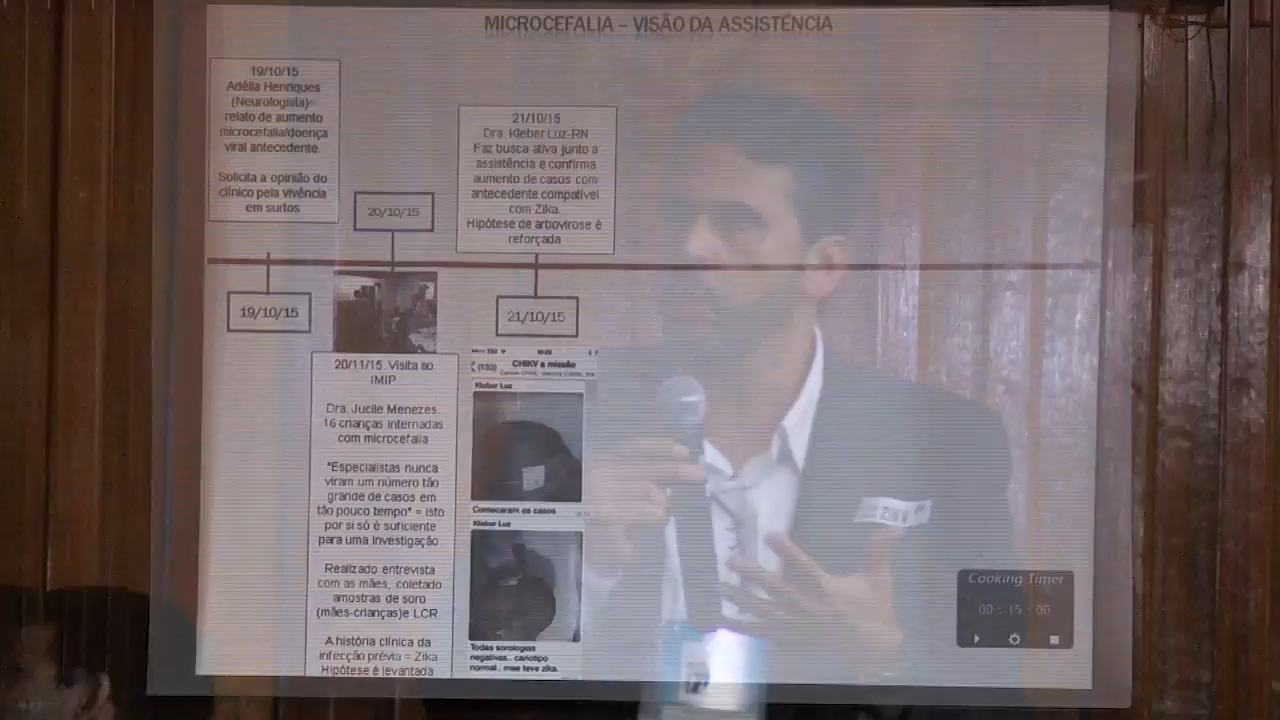 MICROCEFALIA – VISÃO DA ASSISTÊNCIA
19/10/15
Adélia Henriques
(Neurologista)-
relato de aumento
microcefalia/doença
viral antecedente.
Solicita a opinião do
clínico pela vivência
em surtos
20/10/15
21/10/15
Dra. Kleber Luz-RN
Faz busca ativa junto a
assistência e confirma
aumento de casos com
antecedente compatível
com Zika.
Hipótese de arbovirose é
reforçada
19/10/15
21/10/15
20/11/15. Visita ao
IMIP
Dra. Jucile Menezes.
16 crianças internadas
com microcefalia
"Especialistas nunca
viram um número tão
grande de casos em
tão pouco tempo" = isto
por si só é suficiente
para uma investigação.
Realizado entrevista
com as mães, coletado
amostras de soro
(mães-crianças)e LCR
A história clínica da
infecção prévia = Zika
Hipótese é levantada
CHIKV a missão
Kleber Luz
Comecaram os casos
Kleber Luz
Todas sorologias
negativas.. cariotipo
normal.. mae teve zika.
Cooking Timer
00 : 15 : 00